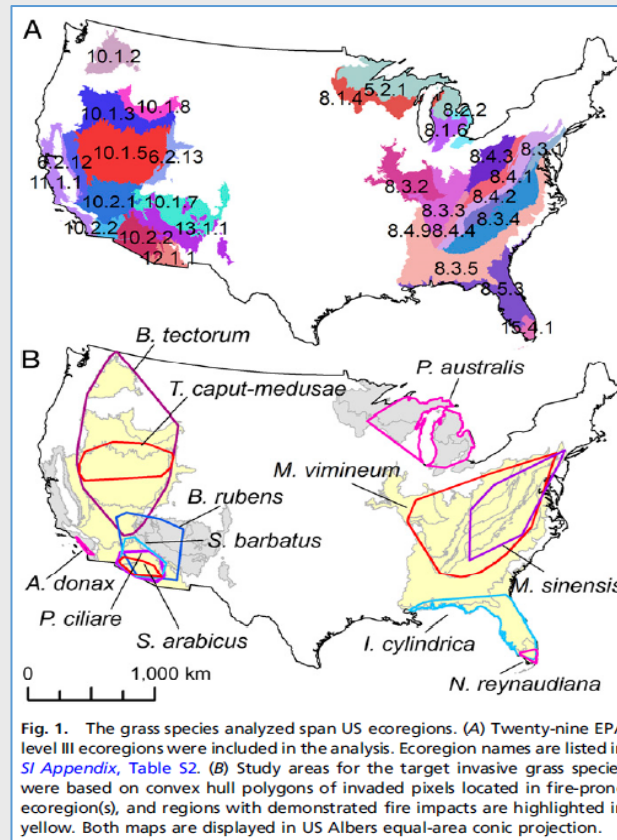 A
10.1.2
10.1.3
10.1.8
10.1.5
6.2.13
6.2.12
11.1.1
10.2.1
10.1.7
10.2.2
10.2.2
13.1.1
12.1.1
8.1.4
5.2.1
8.2.2
8.1.6
8.3.2
8.4.3
8.3.1
8.4.1
8.4.2
8.3.3
8.3.4
8.4.9
8.4.4
8.3.5
8.5.3
15.4.1
B
B. tectorum
T. caput-medusae
P. australis
M. vimineum
B. rubens
S. barbatus
A. donax
P. ciliare
S. arabicus
M. sinensis
I. cylindrica
N. reynaudiana
0 1,000 km
Fig. 1. The grass species analyzed span US ecoregions. (A) Twenty-nine EPA
level III ecoregions were included in the analysis. Ecoregion names are listed in
SI Appendix, Table S2. (B) Study areas for the target invasive grass species
were based on convex hull polygons of invaded pixels located in fire-prone
ecoregion(s), and regions with demonstrated fire impacts are highlighted in
yellow. Both maps are displayed in US Albers equal-area conic projection.